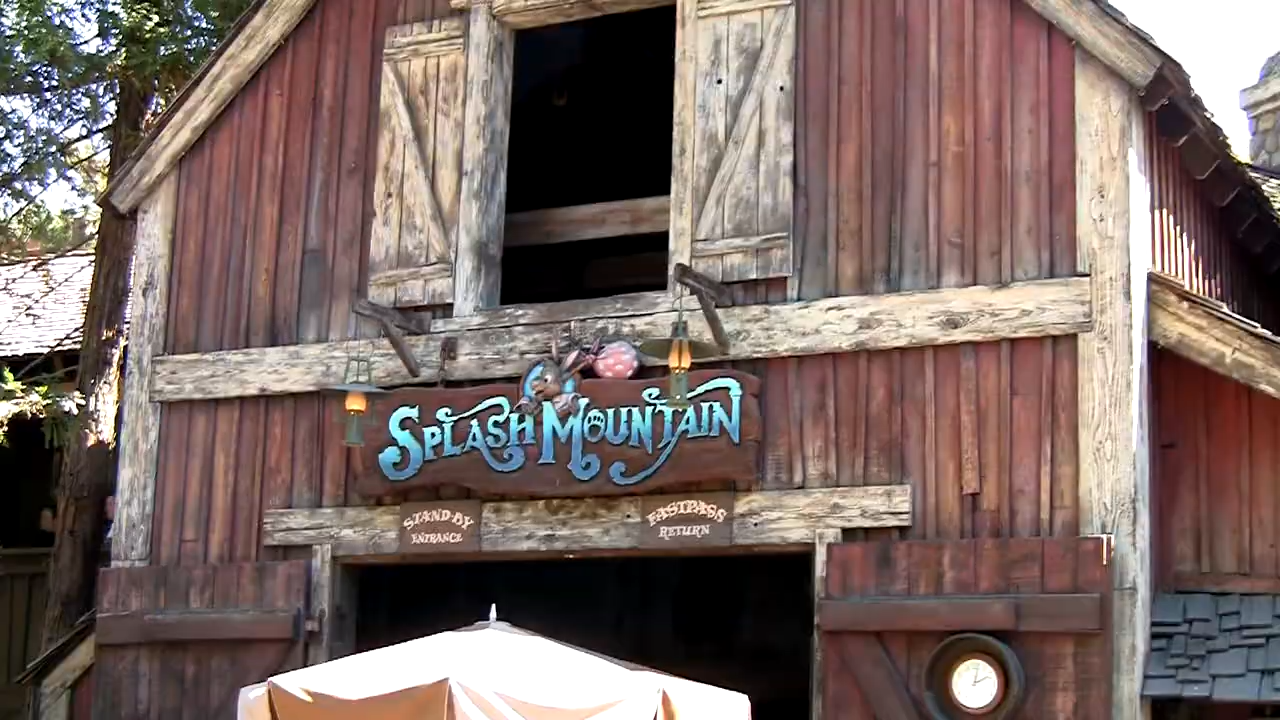 SPLASH MOUNTAIN
STAND-BY
ENTRANCE
FASTPASS
RETURN